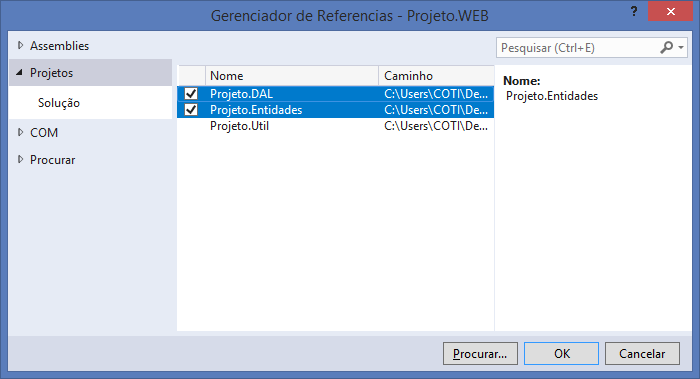 Gerenciador de Referencias - Projeto.WEB
?
Assemblies
Projetos
Solução
COM
Procurar
Nome Caminho
Projeto.DAL C:\Users\COTI\De...
Projeto.Entidades C:\Users\COTI\De...
Projeto.Util C:\Users\COTI\De...
Pesquisar (Ctrl+E)
Nome:
Projeto.Entidades
Procurar... OK Cancelar